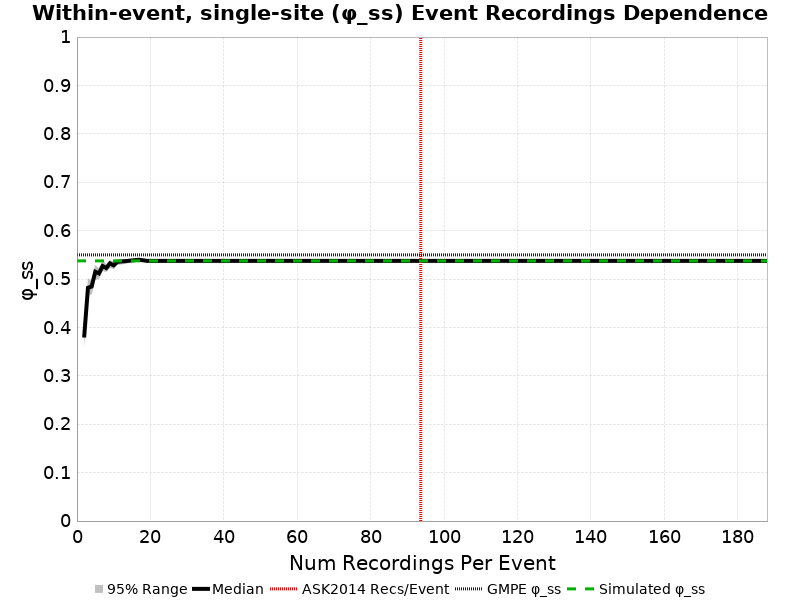 Within-event, single-site (φ_ss) Event Recordings Dependence
1
0.9
0.8
0.7
0.6
0.5
0.4
0.3
0.2
0.1
0
φ_ss
0 20 40 60 80 100 120 140 160 180
Num Recordings Per Event
95% Range Median ASK2014 Recs/Event GMPE φ_ss Simulated φ_ss